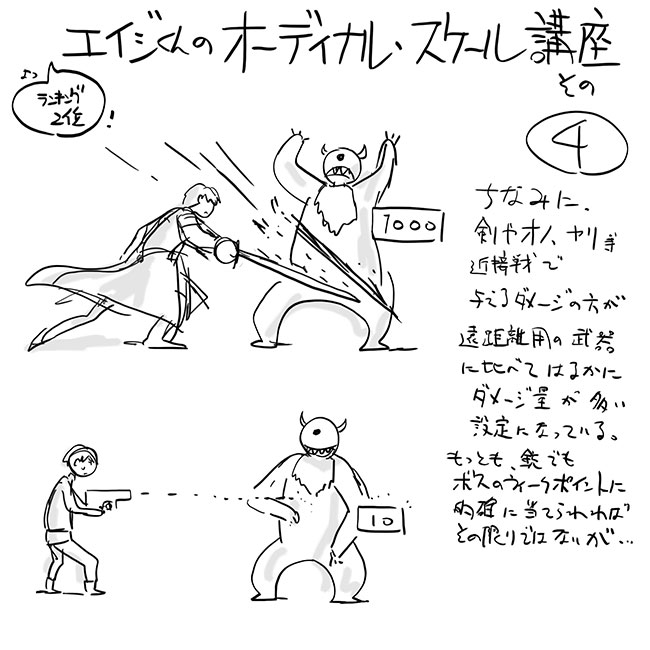 エイジくんのオーディカル・スケール講座
その
4
よっ
ランキング
2位
!
1000
ちなみに、
剣やオノ、ヤリ等
近接戦で
与えるダメージの方が
遠距離用の武器
に比べてはるかに
ダメージ量が多い
設定になっている。
もっとも、銃でも
ボスのウィークポイントに
的確に当てられれば
その限りではないが…
10